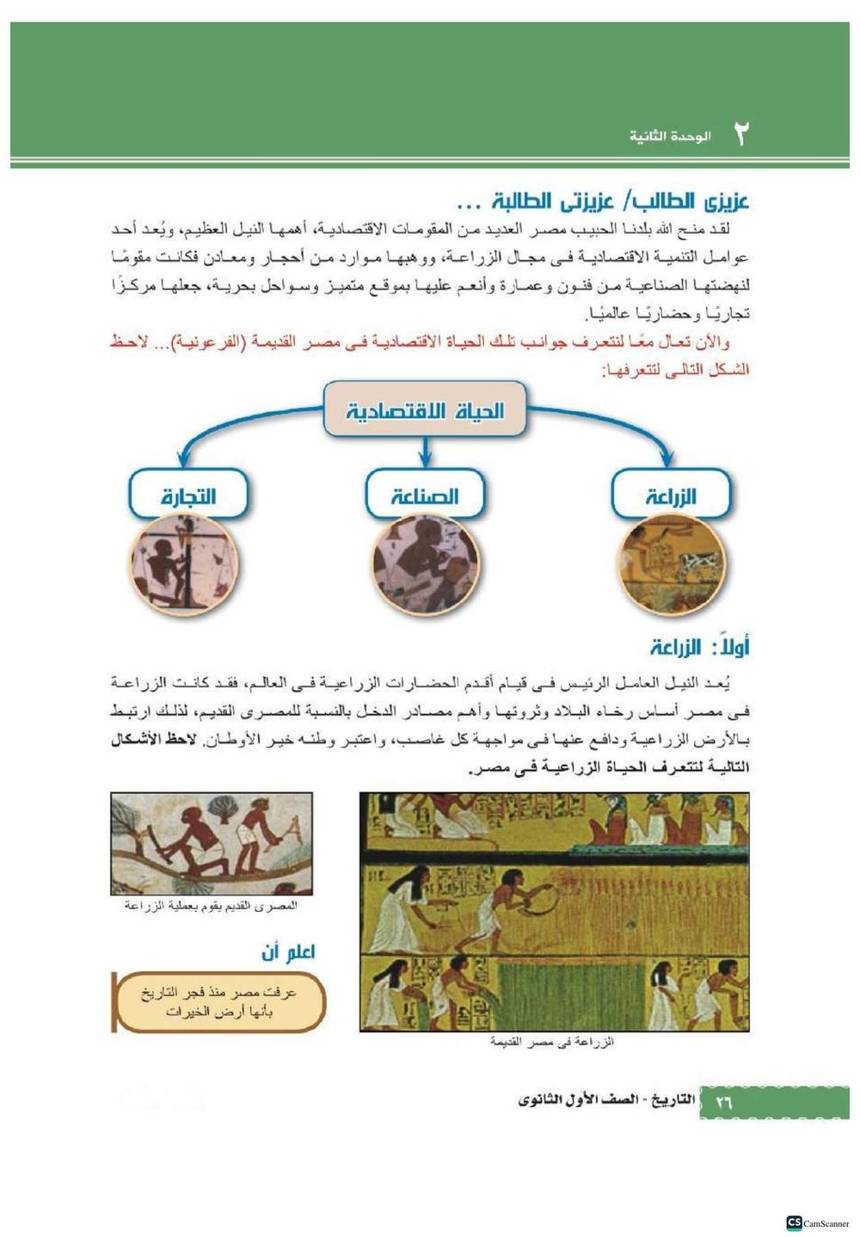 ٢ الوحدة الثانية
عزيزى الطالب/ عزيزتى الطالبة ...
لقد منح الله بلدنا الحبيب مصر العديد من المقومات الاقتصادية، أهمها النيل العظيم، ويُعد أحد
عوامل التنمية الاقتصادية فى مجال الزراعة، ووهبها موارد من أحجار ومعادن فكانت مقومًا
لنهضتها الصناعية من فنون وعمارة وأنعم عليها بموقع متميز وسواحل بحرية، جعلها مركزًا
تجاريًا وحضاريًا عالميًا.
والآن تعال معًا لنتعرف جوانب تلك الحياة الاقتصادية فى مصر القديمة (الفرعونية)... لاحظ
الشكل التالى لتتعرفها:
الحياة الاقتصادية
الزراعة
الصناعة
التجارة
أولاً: الزراعة
يُعد النيل العامل الرئيس فى قيام أقدم الحضارات الزراعية فى العالم، فقد كانت الزراعة
فى مصر أساس رخاء البلاد وثروتها وأهم مصادر الدخل بالنسبة للمصرى القديم، لذلك ارتبط
بالأرض الزراعية ودافع عنها فى مواجهة كل غاصب، واعتبر وطنه خير الأوطان. لاحظ الأشكال
التالية لتتعرف الحياة الزراعية فى مصر.
الزراعة فى مصر القديمة
المصرى القديم يقوم بعملية الزراعة
اعلم أن
عرفت مصر منذ فجر التاريخ
بأنها أرض الخيرات
٢٦ التاريخ - الصف الأول الثانوى
CS CamScanner